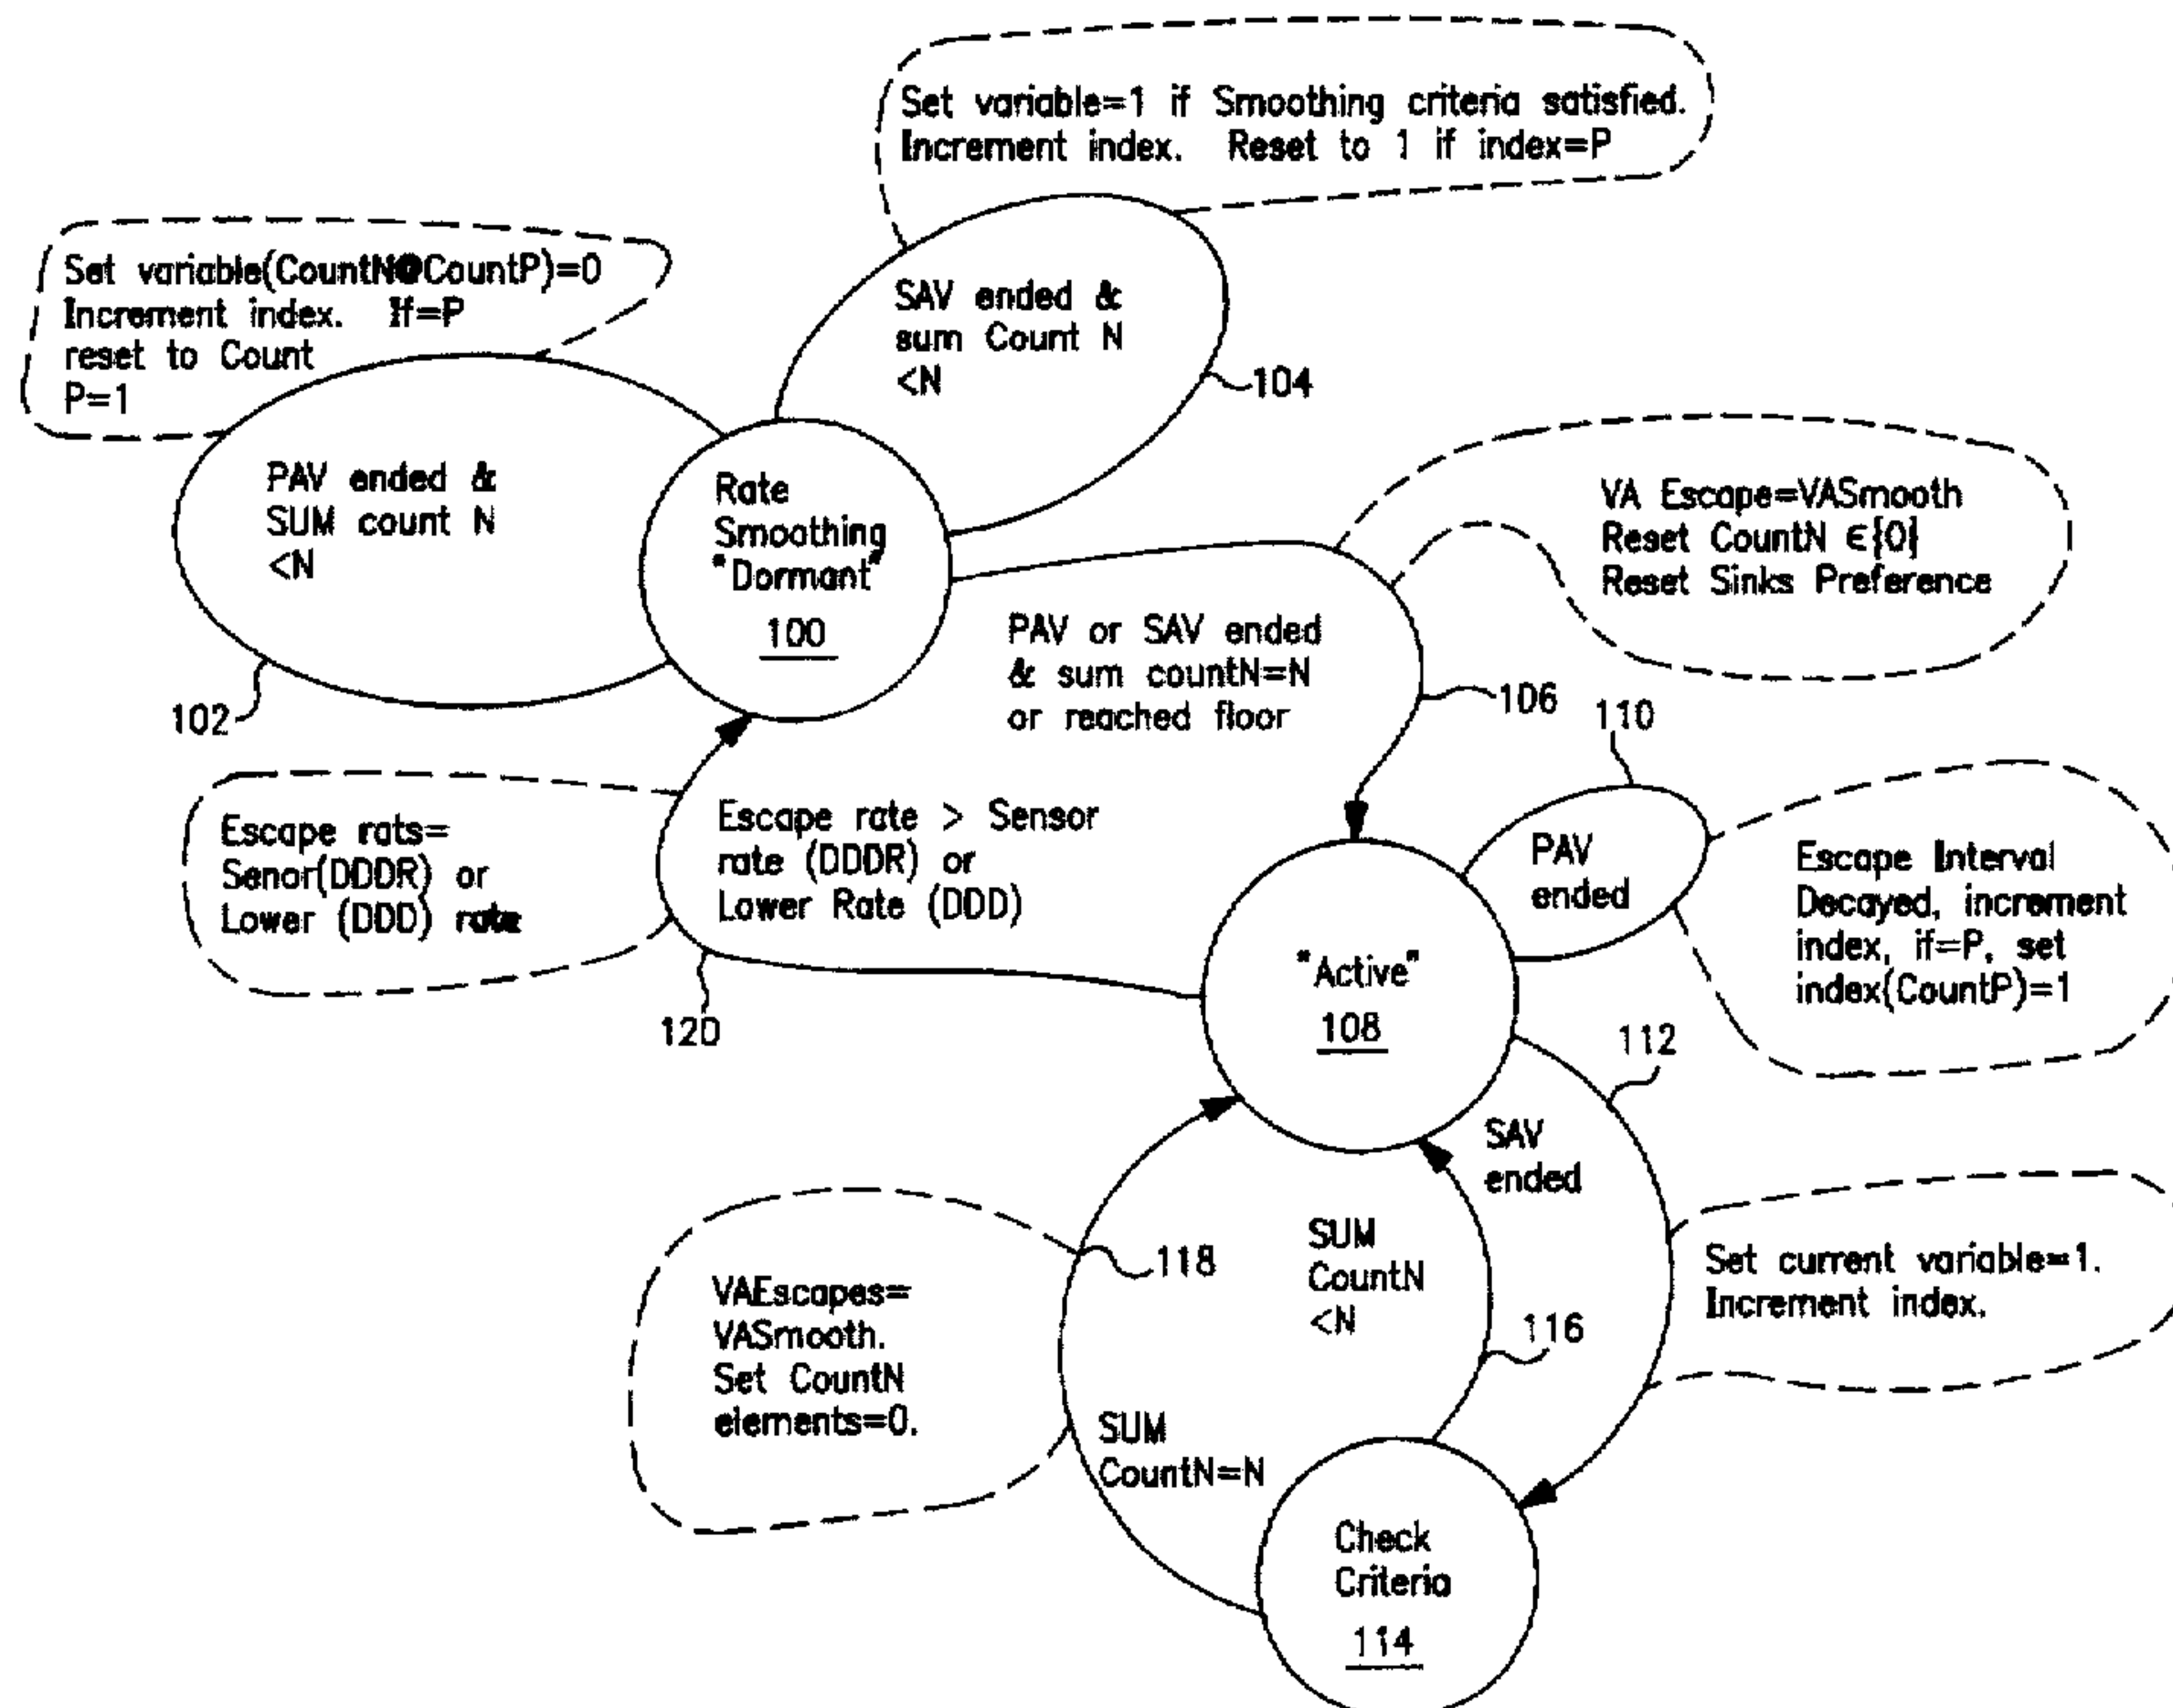 Set variable=1 if Smoothing criteria satisfied.
Increment index. Reset to 1 if index=P
Set variable(CountN@CountP)=0
Increment index. If=P
reset to Count
P=1
SAV ended &
sum Count N
<N
104
PAV ended &
SUM count N
<N
102
Rate
Smoothing
"Dormant"
100
VA Escape=VASmooth
Reset CountN ∈{0}
Reset Sinks Preference
PAV or SAV ended
& sum countN=N
or reached floor
106
110
Escape rats=
Senor(DDDR) or
Lower (DDD) rate
Escape rate > Sensor
rate (DDDR) or
Lower Rate (DDD)
120
PAV
ended
Escape Interval
Decayed, increment
index, if=P, set
index(CountP)=1
"Active"
108
112
SAV
ended
118
SUM
CountN
<N
116
Set current variable=1.
Increment index.
VAEscapes=
VASmooth.
Set CountN
elements=0.
SUM
CountN=N
Check
Criteria
114